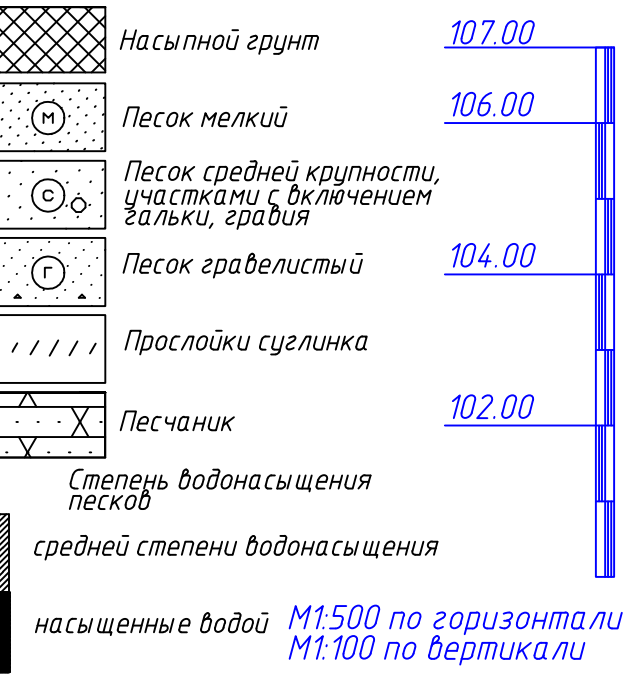 Насыпной грунт
107.00
М
Песок мелкий
106.00
С
Песок средней крупности,
участками с включением
гальки, гравия
Г
Песок гравелистый
104.00
Прослойки суглинка
Песчаник
102.00
Степень водонасыщения
песков
средней степени водонасыщения
насыщенные водой
М1:500 по горизонтали
М1:100 по вертикали